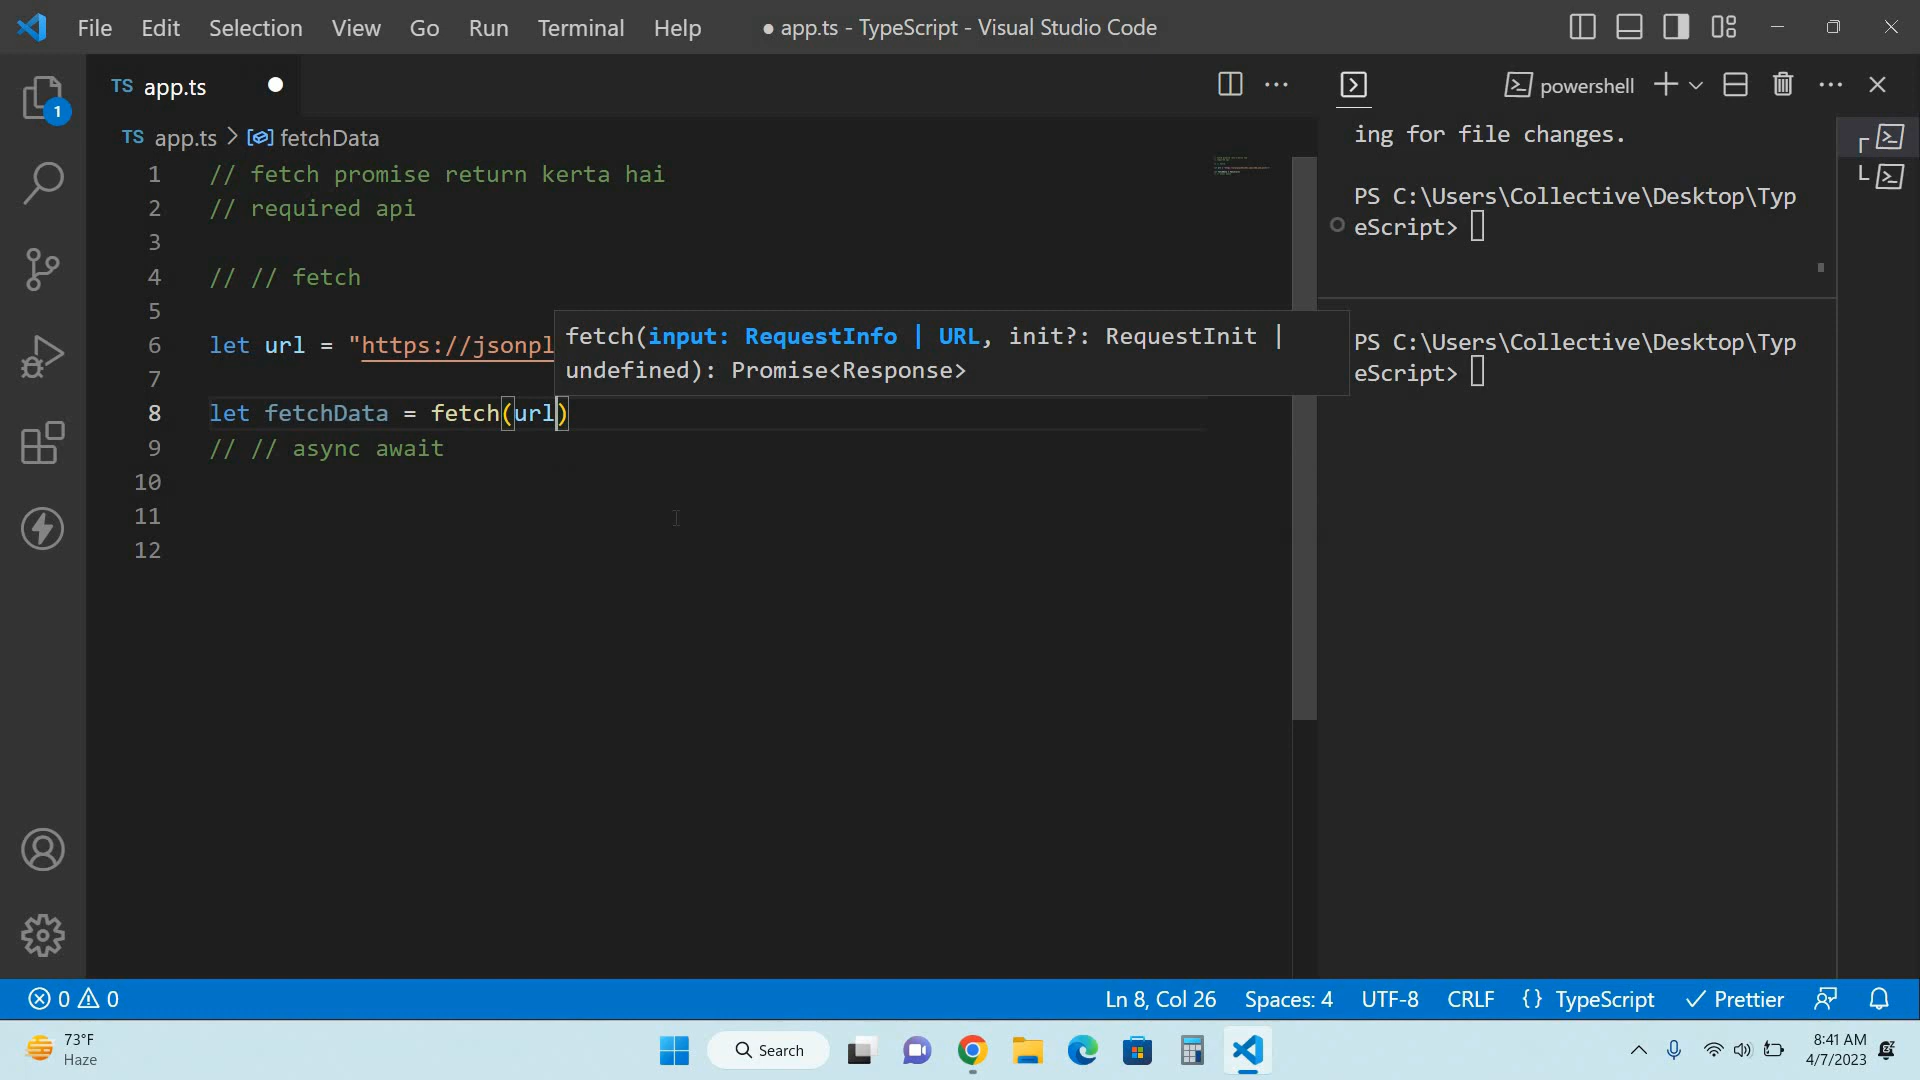 File Edit Selection View Go Run Terminal Help
● app.ts - TypeScript - Visual Studio Code
1
TS app.ts
powershell
TS app.ts > fetchData
1 // fetch promise return kerta hai
2 // required api
3
4 // // fetch
5
6 let url = "https://jsonpl
7
8 let fetchData = fetch(url)
9 // // async await
10
11
12
fetch(input: RequestInfo | URL, init?: RequestInit |
undefined): Promise<Response>
ing for file changes.
PS C:\Users\Collective\Desktop\Typ
eScript>
PS C:\Users\Collective\Desktop\Typ
eScript>
0 0
Ln 8, Col 26 Spaces: 4 UTF-8 CRLF {} TypeScript Prettier
73°F
Haze
Search
8:41 AM
4/7/2023